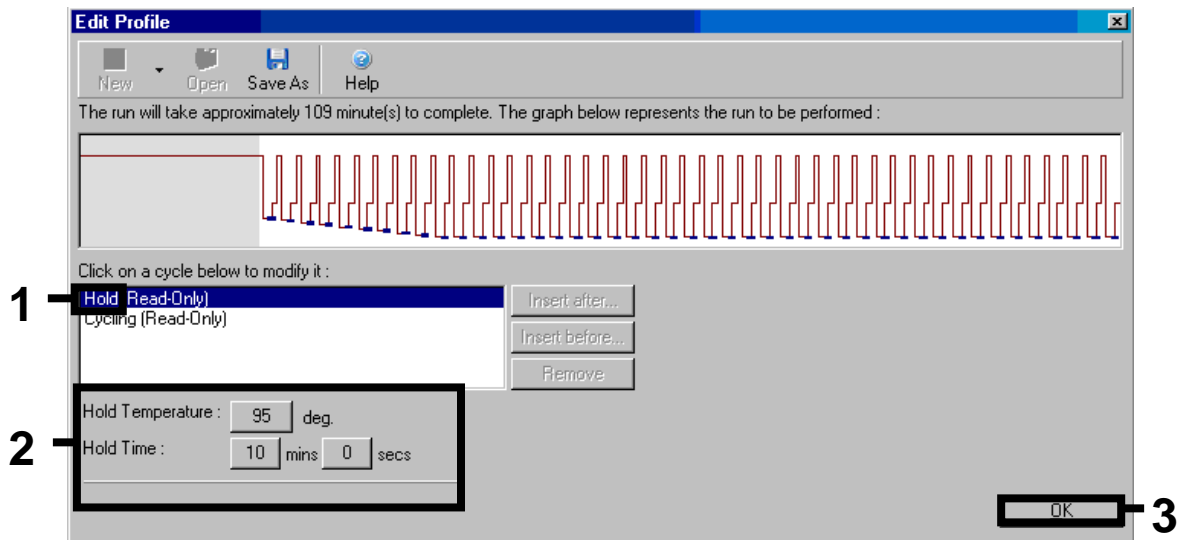 Edit Profile
New Open Save As Help
The run will take approximately 109 minute(s) to complete. The graph below represents the run to be performed :
Click on a cycle below to modify it :
1 Hold (Read-Only) Insert after...
Cycling (Read-Only)
Insert before...
Remove
Hold Temperature : 95 deg.
2 Hold Time : 10 mins 0 secs
OK 3